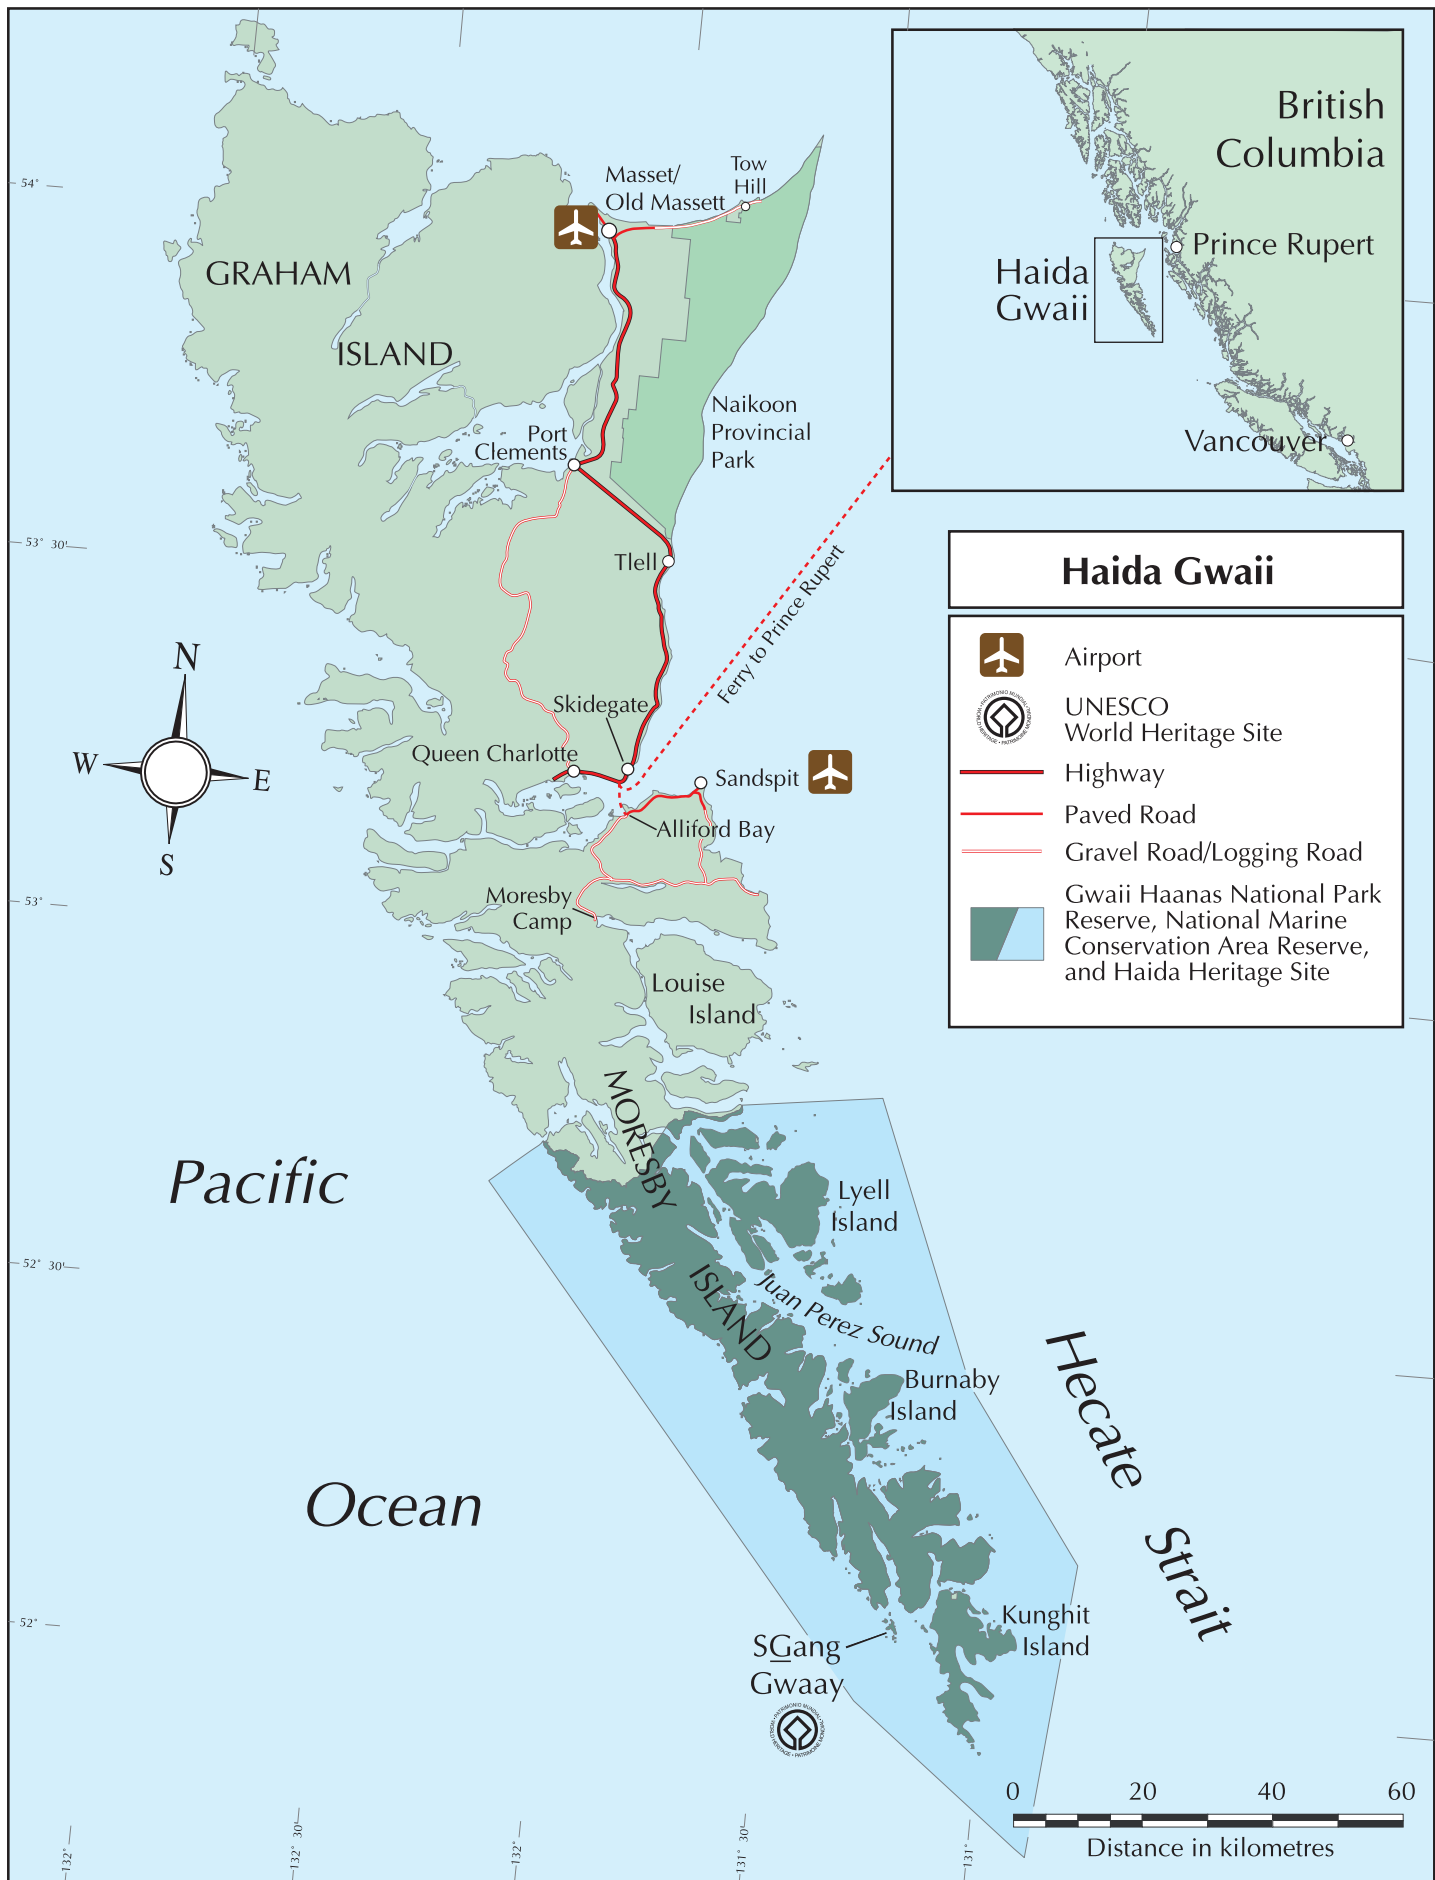 54°
53° 30'
53°
52° 30'
52°
132°
132° 30'
132°
131° 30'
131°
GRAHAM
ISLAND
Masset/
Old Massett
Tow
Hill
Naikoon
Provincial
Park
Port
Clements
Tlell
Ferry to Prince Rupert
Skidegate
Queen Charlotte
Sandspit
Alliford Bay
Moresby
Camp
Louise
Island
N
W
E
S
MORESBY
ISLAND
Lyell
Island
Juan Perez Sound
Burnaby
Island
Kunghit
Island
SGang
Gwaay
Pacific
Ocean
Hecate
Strait
British
Columbia
Prince Rupert
Haida
Gwaii
Vancouver
Haida Gwaii
Airport
UNESCO
World Heritage Site
Highway
Paved Road
Gravel Road/Logging Road
Gwaii Haanas National Park
Reserve, National Marine
Conservation Area Reserve,
and Haida Heritage Site
0 20 40 60
Distance in kilometres